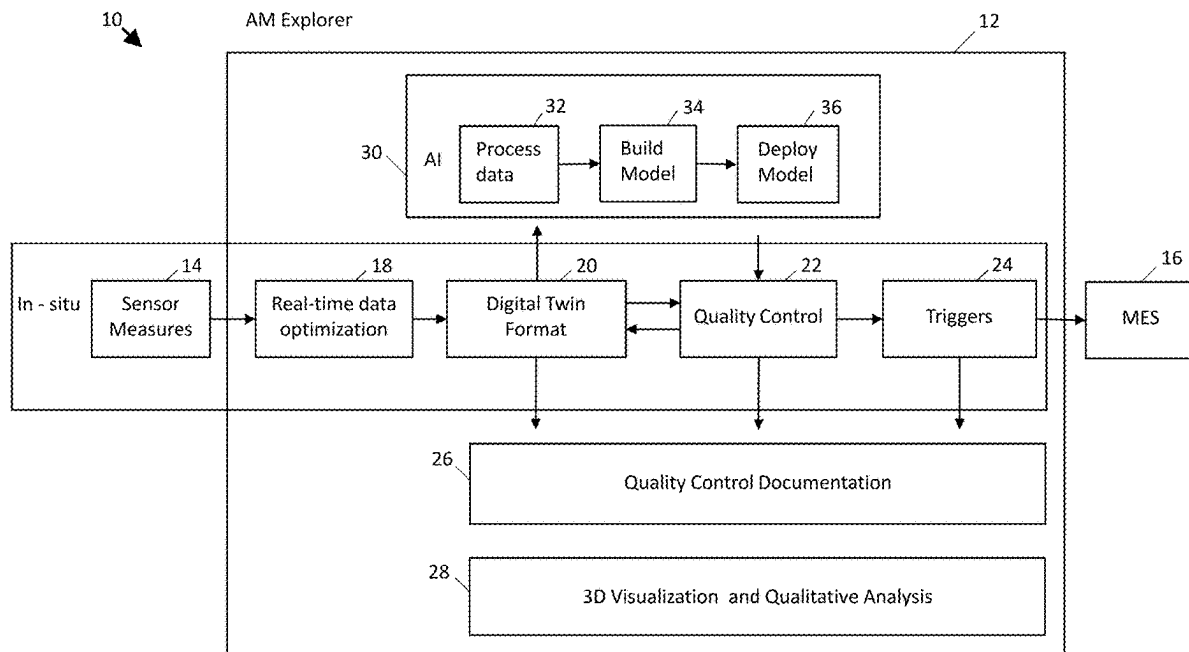 10
AM Explorer
12
32
34
36
30
AI
Process
data
Build
Model
Deploy
Model
14
18
20
22
24
16
In - situ
Sensor
Measures
Real-time data
optimization
Digital Twin
Format
Quality Control
Triggers
MES
26
Quality Control Documentation
28
3D Visualization and Qualitative Analysis